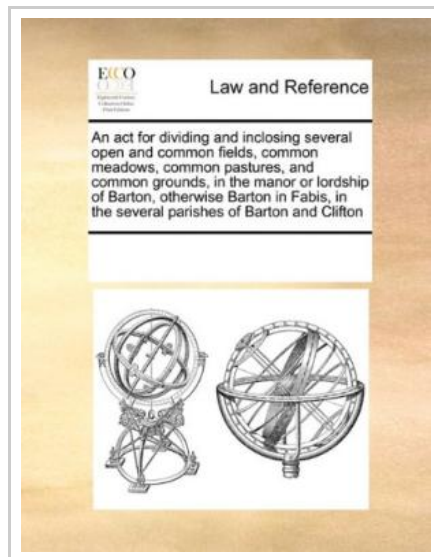 ECCO
Law and Reference
An act for dividing and inclosing several
open and common fields, common
meadows, common pastures, and
common grounds, in the manor or lordship
of Barton, otherwise Barton in Fabis, in
the several parishes of Barton and Clifton